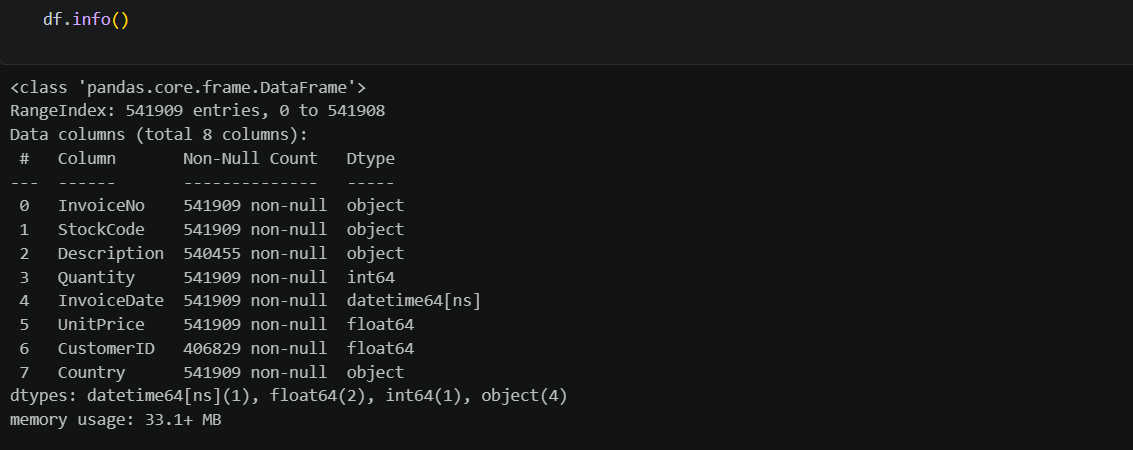 df.info()
<class 'pandas.core.frame.DataFrame'>
RangeIndex: 541909 entries, 0 to 541908
Data columns (total 8 columns):
 #   Column       Non-Null Count   Dtype
---  ------       --------------   -----
 0   InvoiceNo    541909 non-null  object
 1   StockCode    541909 non-null  object
 2   Description  540455 non-null  object
 3   Quantity     541909 non-null  int64
 4   InvoiceDate  541909 non-null  datetime64[ns]
 5   UnitPrice    541909 non-null  float64
 6   CustomerID   406829 non-null  float64
 7   Country      541909 non-null  object
dtypes: datetime64[ns](1), float64(2), int64(1), object(4)
memory usage: 33.1+ MB